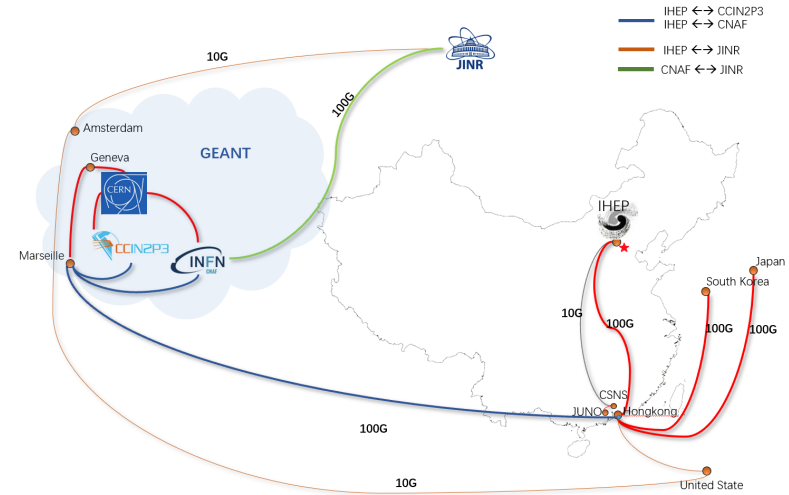 IHEP ←→ CCIN2P3
IHEP ←→ CNAF
IHEP ←→ JINR
CNAF ←→ JINR
10G
JINR
100G
Amsterdam
GEANT
Geneva
CERN
IHEP
CCIN2P3
Marseille
INFN
CNAF
Japan
South Korea
10G
100G
100G
100G
CSNS
JUNO
Hongkong
100G
10G
United State